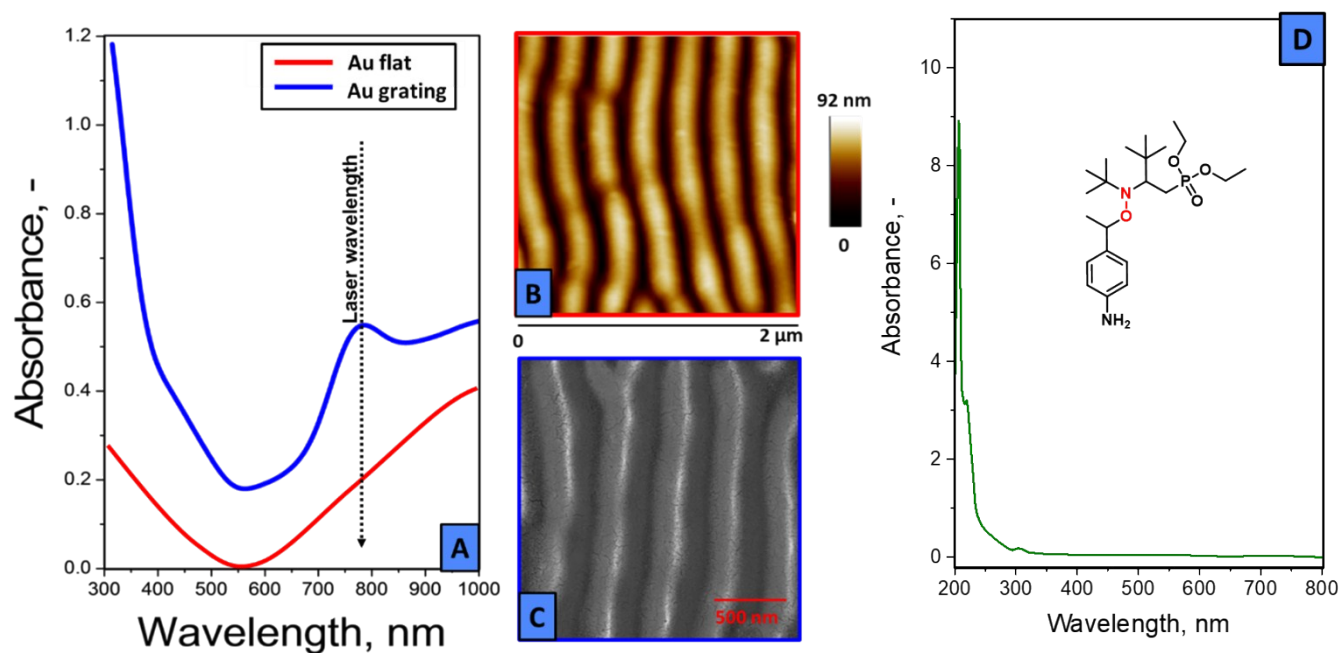 1.2
1.0
0.8
0.6
0.4
0.2
0.0
Absorbance, -
Au flat
Au grating
Laser wavelength
A
300 400 500 600 700 800 900 1000
Wavelength, nm
B
92 nm
0
0 2 µm
C
500 nm
D
10
8
6
4
2
0
Absorbance, -
O
O
P
O
N
O
NH2
200 300 400 500 600 700 800
Wavelength, nm